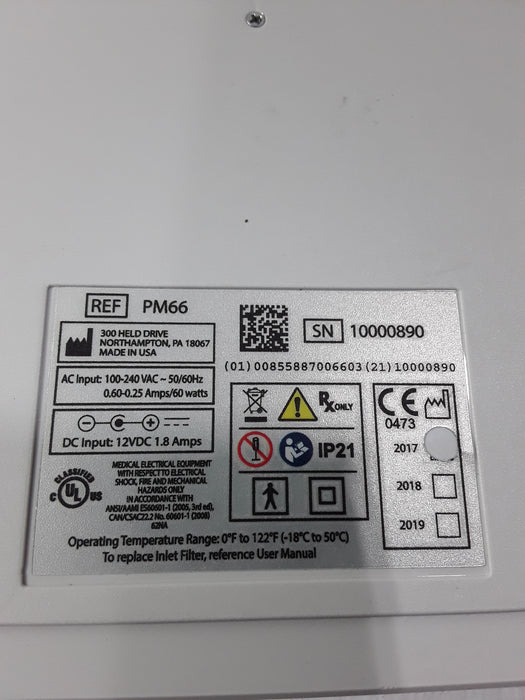 REF PM66
300 HELD DRIVE
NORTHAMPTON, PA 18067
MADE IN USA
SN 10000890
(01) 00855887006603 (21) 10000890
AC Input: 100-240 VAC ~ 50/60Hz
0.60-0.25 Amps/60 watts
DC Input: 12VDC 1.8 Amps
Rx ONLY
IP21
CE
0473
2017
2018
2019
CLASSIFIED
C UL US
MEDICAL ELECTRICAL EQUIPMENT
WITH RESPECT TO ELECTRICAL
SHOCK, FIRE AND MECHANICAL
HAZARDS ONLY
IN ACCORDANCE WITH
ANSI/AAMI ES60601-1 (2005, 3rd ed),
CAN/CSAC22.2 No. 60601-1 (2008)
62NA
Operating Temperature Range: 0°F to 122°F (-18°C to 50°C)
To replace Inlet Filter, reference User Manual